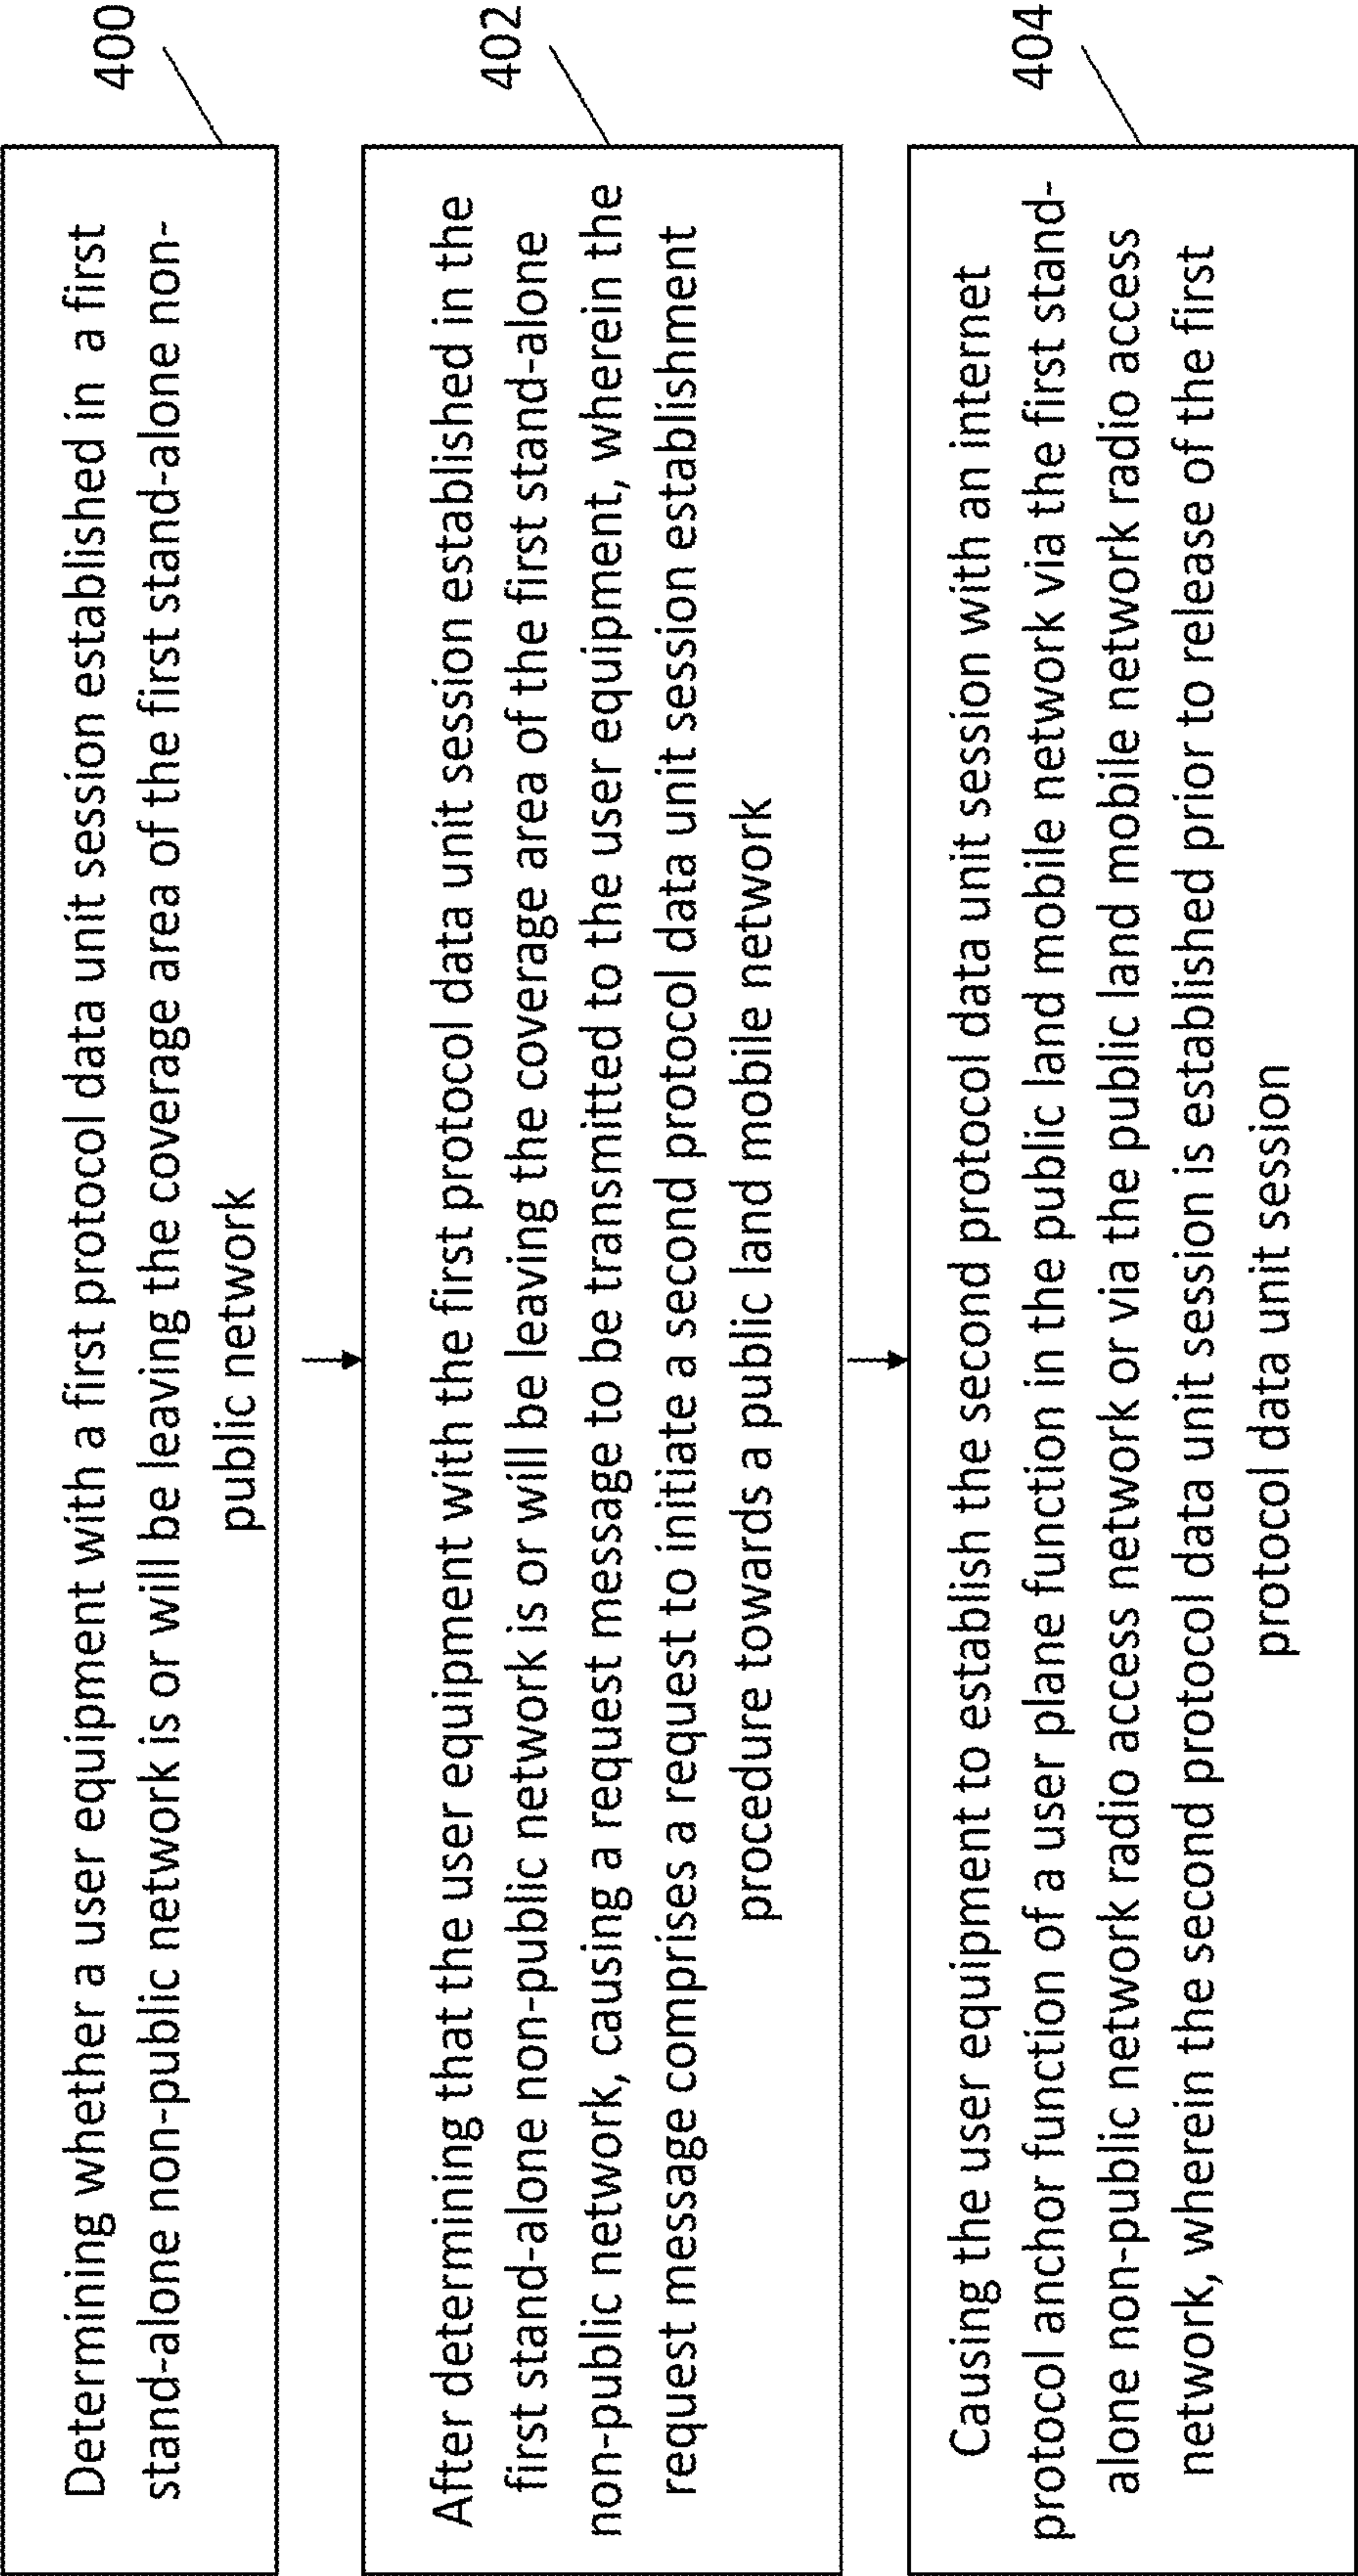 Determining whether a user equipment with a first protocol data unit session established in a first
stand-alone non-public network is or will be leaving the coverage area of the first stand-alone non-
public network
400
After determining that the user equipment with the first protocol data unit session established in the
first stand-alone non-public network is or will be leaving the coverage area of the first stand-alone
non-public network, causing a request message to be transmitted to the user equipment, wherein the
request message comprises a request to initiate a second protocol data unit session establishment
procedure towards a public land mobile network
402
Causing the user equipment to establish the second protocol data unit session with an internet
protocol anchor function of a user plane function in the public land mobile network via the first stand-
alone non-public network radio access network or via the public land mobile network radio access
network, wherein the second protocol data unit session is established prior to release of the first
protocol data unit session
404